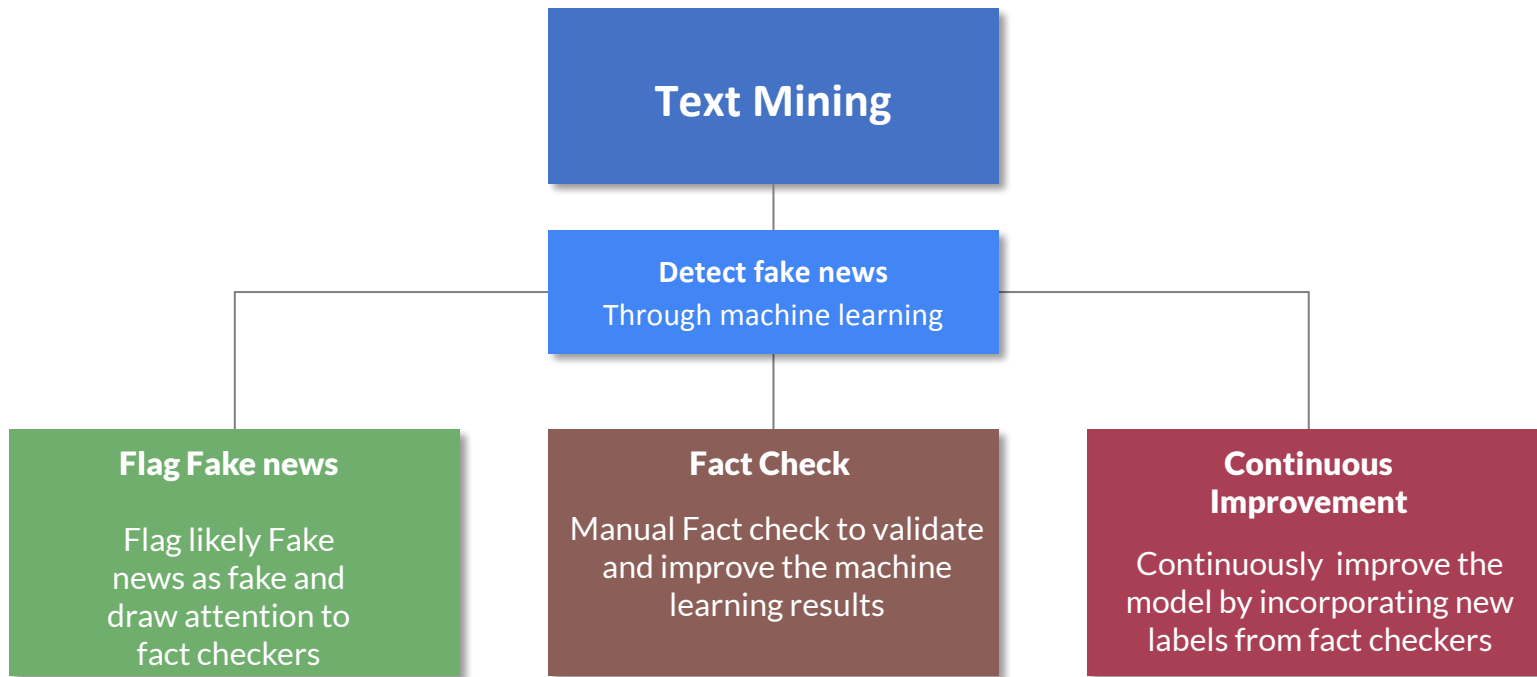 Text Mining
Detect fake news
Through machine learning
Flag Fake news
Flag likely Fake
news as fake and
draw attention to
fact checkers
Fact Check
Manual Fact check to validate
and improve the machine
learning results
Continuous
Improvement
Continuously  improve the
model by incorporating new
labels from fact checkers